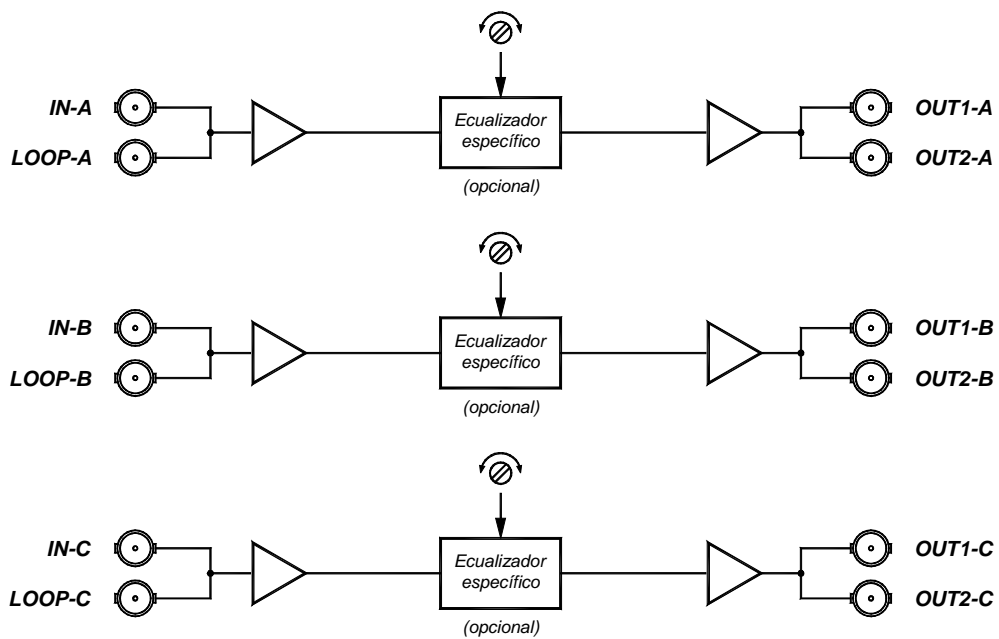 IN-A
LOOP-A
Ecualizador
específico
(opcional)
OUT1-A
OUT2-A
IN-B
LOOP-B
Ecualizador
específico
(opcional)
OUT1-B
OUT2-B
IN-C
LOOP-C
Ecualizador
específico
(opcional)
OUT1-C
OUT2-C